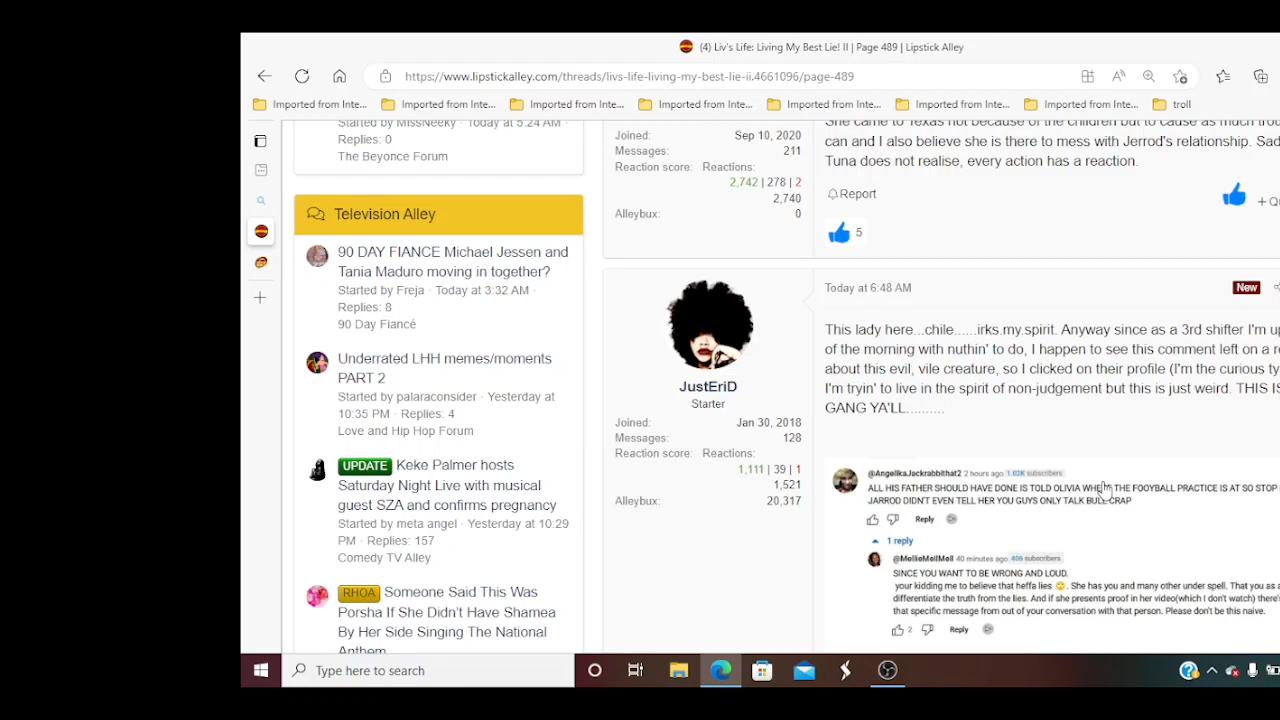 (4) Liv's Life: Living My Best Lie! II | Page 489 | Lipstick Alley
https://www.lipstickalley.com/threads/livs-life-living-my-best-lie-ii.4661096/page-489
Imported from Inte...
Imported from Inte...
Imported from Inte...
Imported from Inte...
Imported from Inte...
Imported from Inte...
Imported from Inte...
troll
Started by MissNeeky · Today at 5:24 AM ·
Replies: 0
The Beyonce Forum
Television Alley
90 DAY FIANCE Michael Jessen and
Tania Maduro moving in together?
Started by Freja · Today at 3:32 AM ·
Replies: 8
90 Day Fiancé
Underrated LHH memes/moments
PART 2
Started by palaraconsider · Yesterday at
10:35 PM · Replies: 4
Love and Hip Hop Forum
UPDATE Keke Palmer hosts
Saturday Night Live with musical
guest SZA and confirms pregnancy
Started by meta angel · Yesterday at 10:29
PM · Replies: 157
Comedy TV Alley
RHOA Someone Said This Was
Porsha If She Didn't Have Shamea
By Her Side Singing The National
Anthem
Joined: Sep 10, 2020
Messages: 211
Reaction score: Reactions:
2,742 | 278 | 2
2,740
Alleybux: 0
She came to Texas not because of the children but to cause as much trou
can and I also believe she is there to mess with Jerrod's relationship. Sad
Tuna does not realise, every action has a reaction.
Report
+ Qu
5
JustEriD
Starter
Joined: Jan 30, 2018
Messages: 128
Reaction score: Reactions:
1,111 | 39 | 1
1,521
Alleybux: 20,317
Today at 6:48 AM
New
This lady here...chile......irks.my.spirit. Anyway since as a 3rd shifter I'm up
of the morning with nuthin' to do, I happen to see this comment left on a re
about this evil, vile creature, so I clicked on their profile (I'm the curious ty
I'm tryin' to live in the spirit of non-judgement but this is just weird. THIS IS
GANG YA'LL..........
@AngelikaJackrabbithat2 2 hours ago 1.02K subscribers
ALL HIS FATHER SHOULD HAVE DONE IS TOLD OLIVIA WHEN THE FOOYBALL PRACTICE IS AT SO STOP
JARROD DIDN'T EVEN TELL HER YOU GUYS ONLY TALK BULL CRAP
Reply
1 reply
@MollieMellMell 40 minutes ago 406 subscribers
SINCE YOU WANT TO BE WRONG AND LOUD.
your kidding me to believe that heffa lies 🙄. She has you and many other under spell. That you as a
differentiate the truth from the lies. And if she presents proof in her video(which I don't watch) there's
that specific message from out of your conversation with that person. Please don't be this naive.
2 Reply
Type here to search